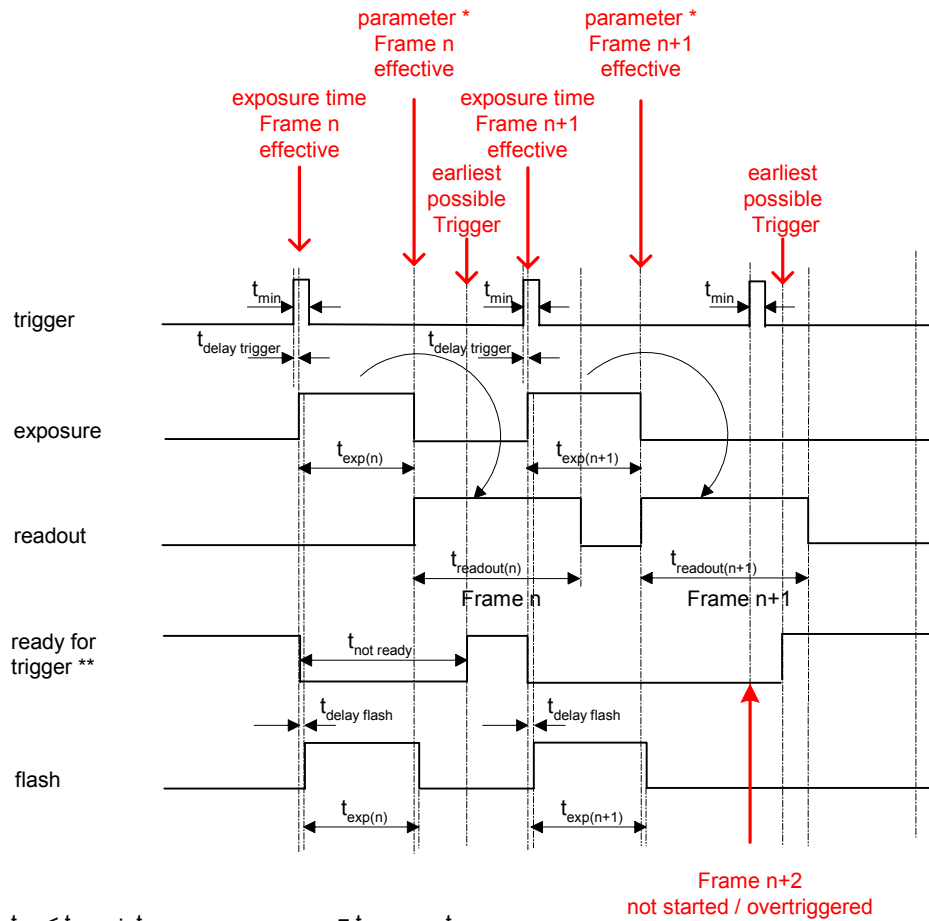 parameter *
Frame n
effective
parameter *
Frame n+1
effective
exposure time
Frame n
effective
exposure time
Frame n+1
effective
earliest
possible
Trigger
earliest
possible
Trigger
trigger
tmin
tmin
tmin
tdelay trigger
tdelay trigger
exposure
texp(n)
texp(n+1)
readout
treadout(n)
treadout(n+1)
Frame n
Frame n+1
ready for
trigger **
tnot ready
tdelay flash
tdelay flash
flash
texp(n)
texp(n+1)
Frame n+2
not started / overtriggered